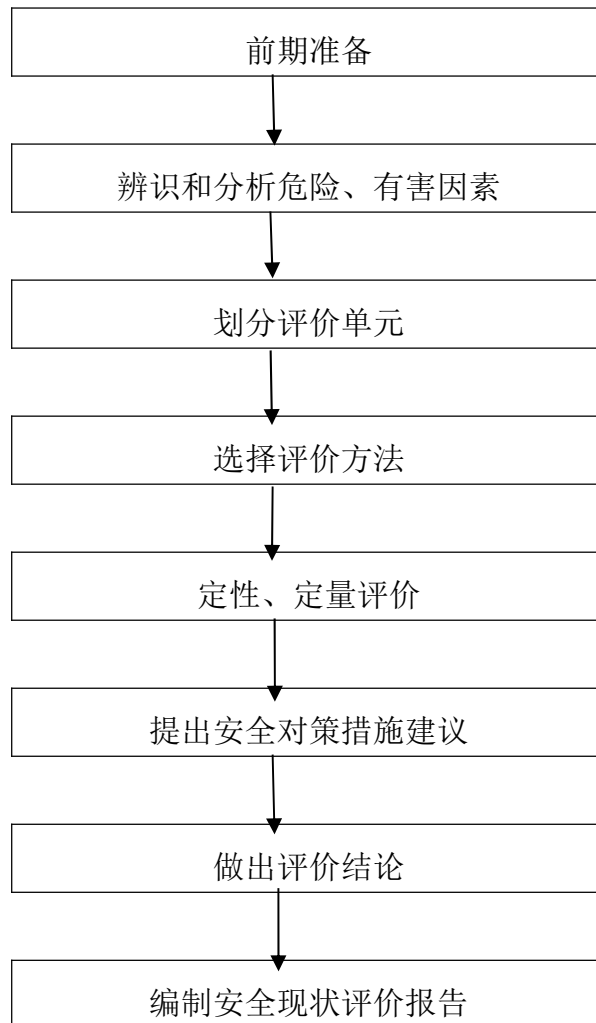 前期准备
辨识和分析危险、有害因素
划分评价单元
选择评价方法
定性、定量评价
提出安全对策措施建议
做出评价结论
编制安全现状评价报告